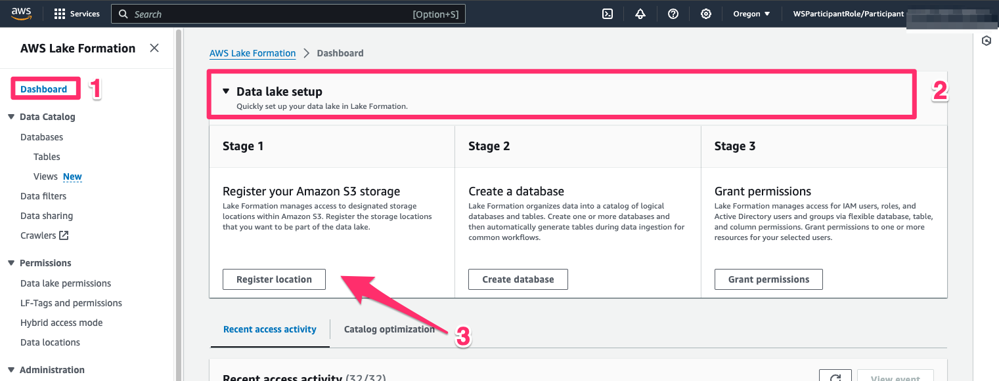 aws
Services
Search
[Option+S]
Oregon
WSParticipantRole/Participant
AWS Lake Formation
Dashboard
1
Data Catalog
Databases
Tables
Views New
Data filters
Data sharing
Crawlers
Permissions
Data lake permissions
LF-Tags and permissions
Hybrid access mode
Data locations
Administration
AWS Lake Formation > Dashboard
Data lake setup
Quickly set up your data lake in Lake Formation.
2
Stage 1
Register your Amazon S3 storage
Lake Formation manages access to designated storage
locations within Amazon S3. Register the storage locations
that you want to be part of the data lake.
Register location
Stage 2
Create a database
Lake Formation organizes data into a catalog of logical
databases and tables. Create one or more databases and
then automatically generate tables during data ingestion for
common workflows.
Create database
Stage 3
Grant permissions
Lake Formation manages access for IAM users, roles, and
Active Directory users and groups via flexible database, table,
and column permissions. Grant permissions to one or more
resources for your selected users.
Grant permissions
3
Recent access activity
Catalog optimization
Recent access activity (32/32)
View event